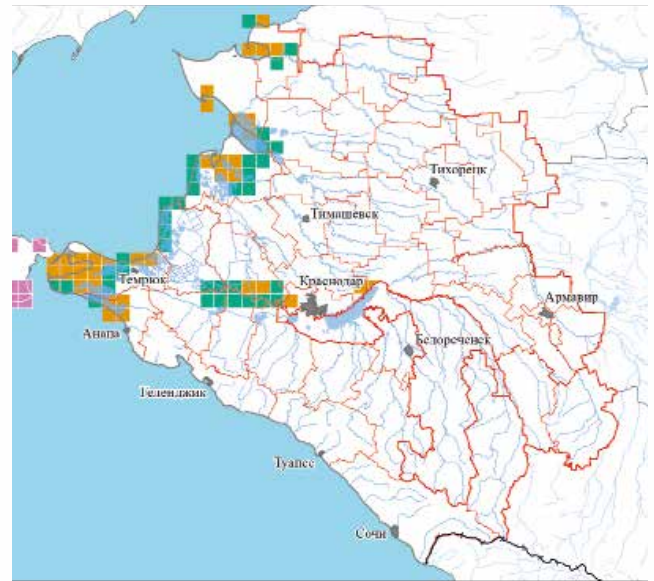 Тихорецк
Тимашевск
Темрюк
Краснодар
Армавир
Анапа
Белореченск
Геленджик
Туапсе
Сочи